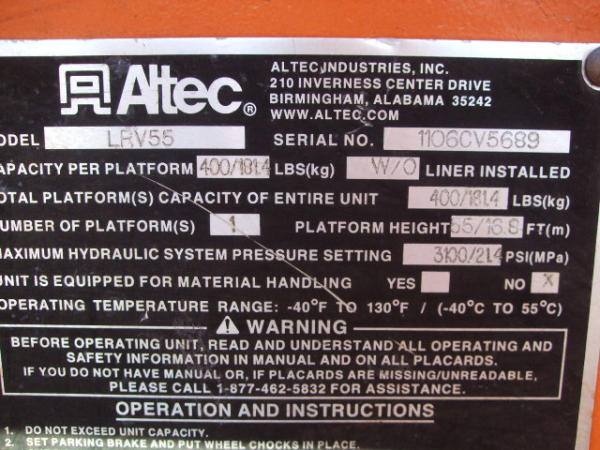 Altec®
ALTEC INDUSTRIES, INC.
210 INVERNESS CENTER DRIVE
BIRMINGHAM, ALABAMA 35242
WWW.ALTEC.COM
ODEL LRV55 SERIAL NO. 1106CV5689
APACITY PER PLATFORM 400/181.4 LBS(kg) W/O LINER INSTALLED
OTAL PLATFORM(S) CAPACITY OF ENTIRE UNIT 400/181.4 LBS(kg)
UMBER OF PLATFORM(S) 1 PLATFORM HEIGHT 55/16.8 FT(m)
MAXIMUM HYDRAULIC SYSTEM PRESSURE SETTING 3100/21.4 PSI(MPa)
UNIT IS EQUIPPED FOR MATERIAL HANDLING YES NO X
OPERATING TEMPERATURE RANGE: -40°F TO 130°F / (-40°C TO 55°C)
WARNING
BEFORE OPERATING UNIT, READ AND UNDERSTAND ALL OPERATING AND
SAFETY INFORMATION IN MANUAL AND ON ALL PLACARDS.
IF YOU DO NOT HAVE MANUAL OR, IF PLACARDS ARE MISSING/UNREADABLE,
PLEASE CALL 1-877-462-5832 FOR ASSISTANCE.
OPERATION AND INSTRUCTIONS
1. DO NOT EXCEED UNIT CAPACITY.
2. SET PARKING BRAKE AND PUT WHEEL CHOCKS IN PLACE.